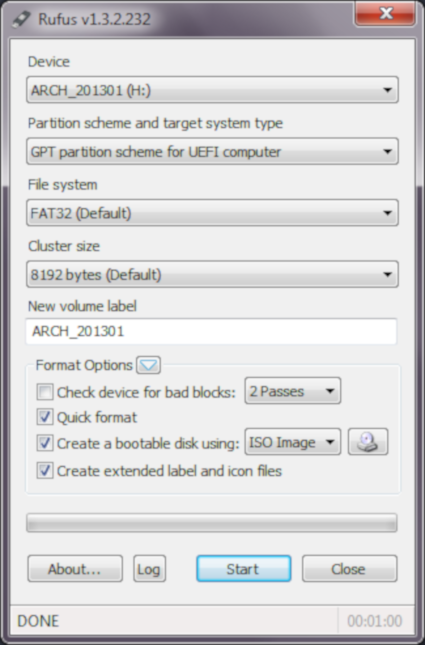 Rufus v1.3.2.232
Device
ARCH_201301 (H:)
Partition scheme and target system type
GPT partition scheme for UEFI computer
File system
FAT32 (Default)
Cluster size
8192 bytes (Default)
New volume label
ARCH_201301
Format Options
Check device for bad blocks: 2 Passes
Quick format
Create a bootable disk using: ISO Image
Create extended label and icon files
About... Log Start Close
DONE 00:01:00